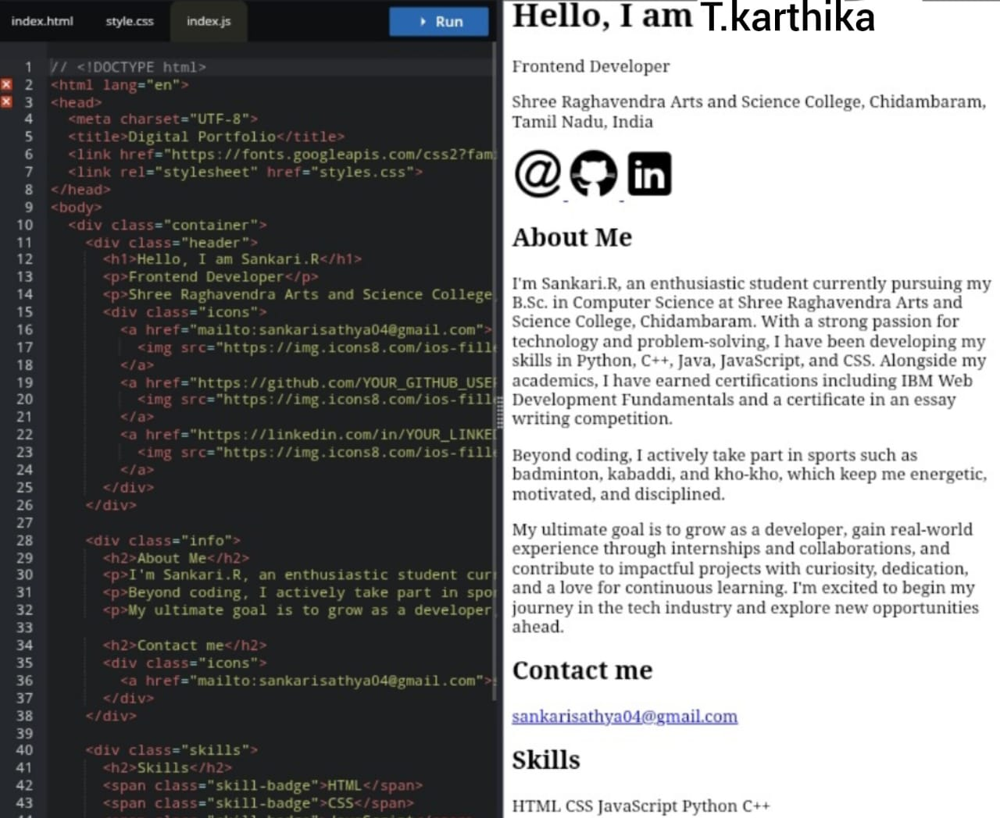 index.html style.css index.js Run
1 // <!DOCTYPE html>
2 <html lang="en">
3 <head>
4 <meta charset="UTF-8">
5 <title>Digital Portfolio</title>
6 <link href="https://fonts.googleapis.com/css2?fam
7 <link rel="stylesheet" href="styles.css">
8 </head>
9 <body>
10 <div class="container">
11 <div class="header">
12 <h1>Hello, I am Sankari.R</h1>
13 <p>Frontend Developer</p>
14 <p>Shree Raghavendra Arts and Science College,
15 <div class="icons">
16 <a href="mailto:sankarisathya04@gmail.com">
17 <img src="https://img.icons8.com/ios-fille
18 </a>
19 <a href="https://github.com/YOUR_GITHUB_USE
20 <img src="https://img.icons8.com/ios-fille
21 </a>
22 <a href="https://linkedin.com/in/YOUR_LINKE
23 <img src="https://img.icons8.com/ios-fille
24 </a>
25 </div>
26 </div>
27
28 <div class="info">
29 <h2>About Me</h2>
30 <p>I'm Sankari.R, an enthusiastic student cur
31 <p>Beyond coding, I actively take part in spo
32 <p>My ultimate goal is to grow as a developer,
33
34 <h2>Contact me</h2>
35 <div class="icons">
36 <a href="mailto:sankarisathya04@gmail.com">
37 </div>
38 </div>
39
40 <div class="skills">
41 <h2>Skills</h2>
42 <span class="skill-badge">HTML</span>
43 <span class="skill-badge">CSS</span>
Hello, I am T.karthika
Frontend Developer
Shree Raghavendra Arts and Science College, Chidambaram,
Tamil Nadu, India
@ in
About Me
I'm Sankari.R, an enthusiastic student currently pursuing my
B.Sc. in Computer Science at Shree Raghavendra Arts and
Science College, Chidambaram. With a strong passion for
technology and problem-solving, I have been developing my
skills in Python, C++, Java, JavaScript, and CSS. Alongside my
academics, I have earned certifications including IBM Web
Development Fundamentals and a certificate in an essay
writing competition.
Beyond coding, I actively take part in sports such as
badminton, kabaddi, and kho-kho, which keep me energetic,
motivated, and disciplined.
My ultimate goal is to grow as a developer, gain real-world
experience through internships and collaborations, and
contribute to impactful projects with curiosity, dedication,
and a love for continuous learning. I'm excited to begin my
journey in the tech industry and explore new opportunities
ahead.
Contact me
sankarisathya04@gmail.com
Skills
HTML CSS JavaScript Python C++